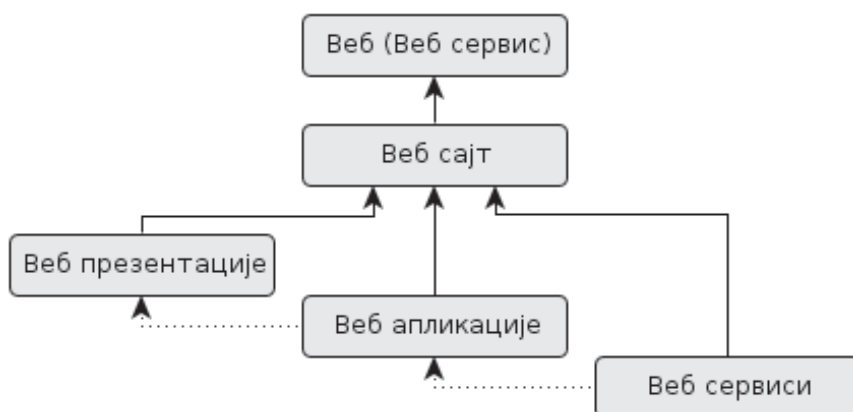 Веб (Веб сервис)
Веб сајт
Веб презентације
Веб апликације
Веб сервиси